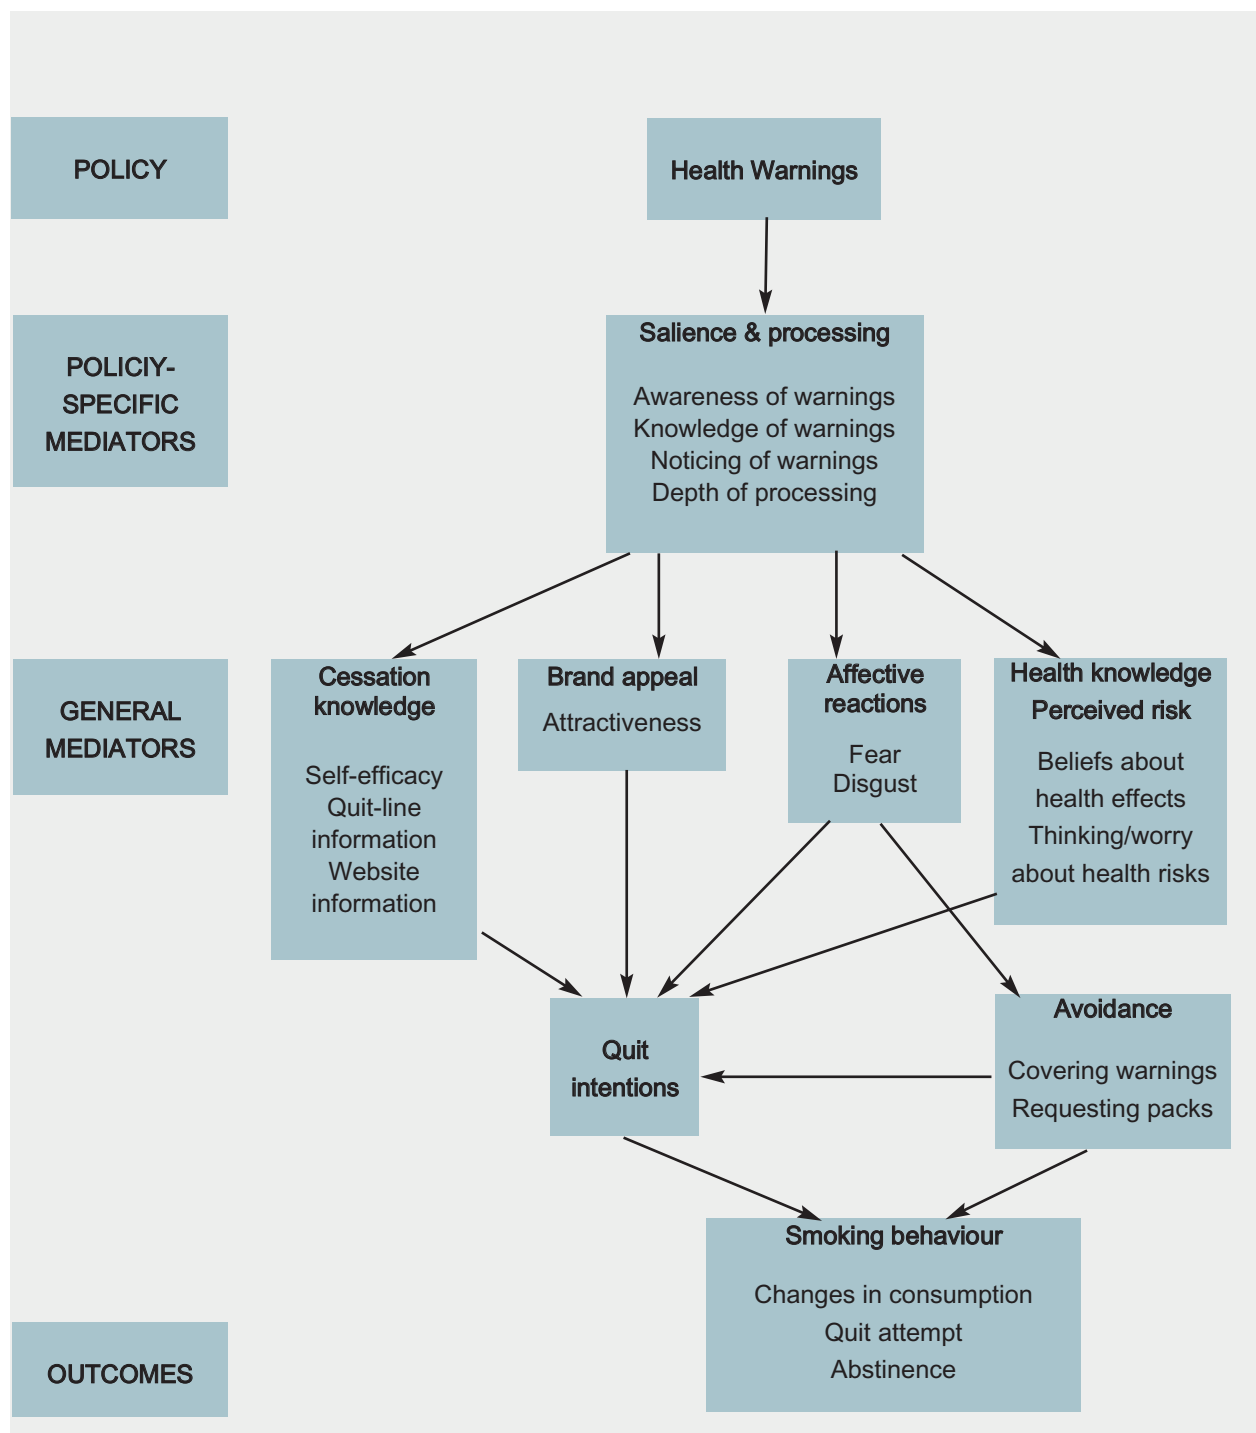 POLICY
Health Warnings
POLICIY-
SPECIFIC
MEDIATORS
Salience & processing
Awareness of warnings
Knowledge of warnings
Noticing of warnings
Depth of processing
GENERAL
MEDIATORS
Cessation
knowledge
Self-efficacy
Quit-line
information
Website
information
Brand appeal
Attractiveness
Affective
reactions
Fear
Disgust
Health knowledge
Perceived risk
Beliefs about
health effects
Thinking/worry
about health risks
Quit
intentions
Avoidance
Covering warnings
Requesting packs
Smoking behaviour
Changes in consumption
Quit attempt
Abstinence
OUTCOMES